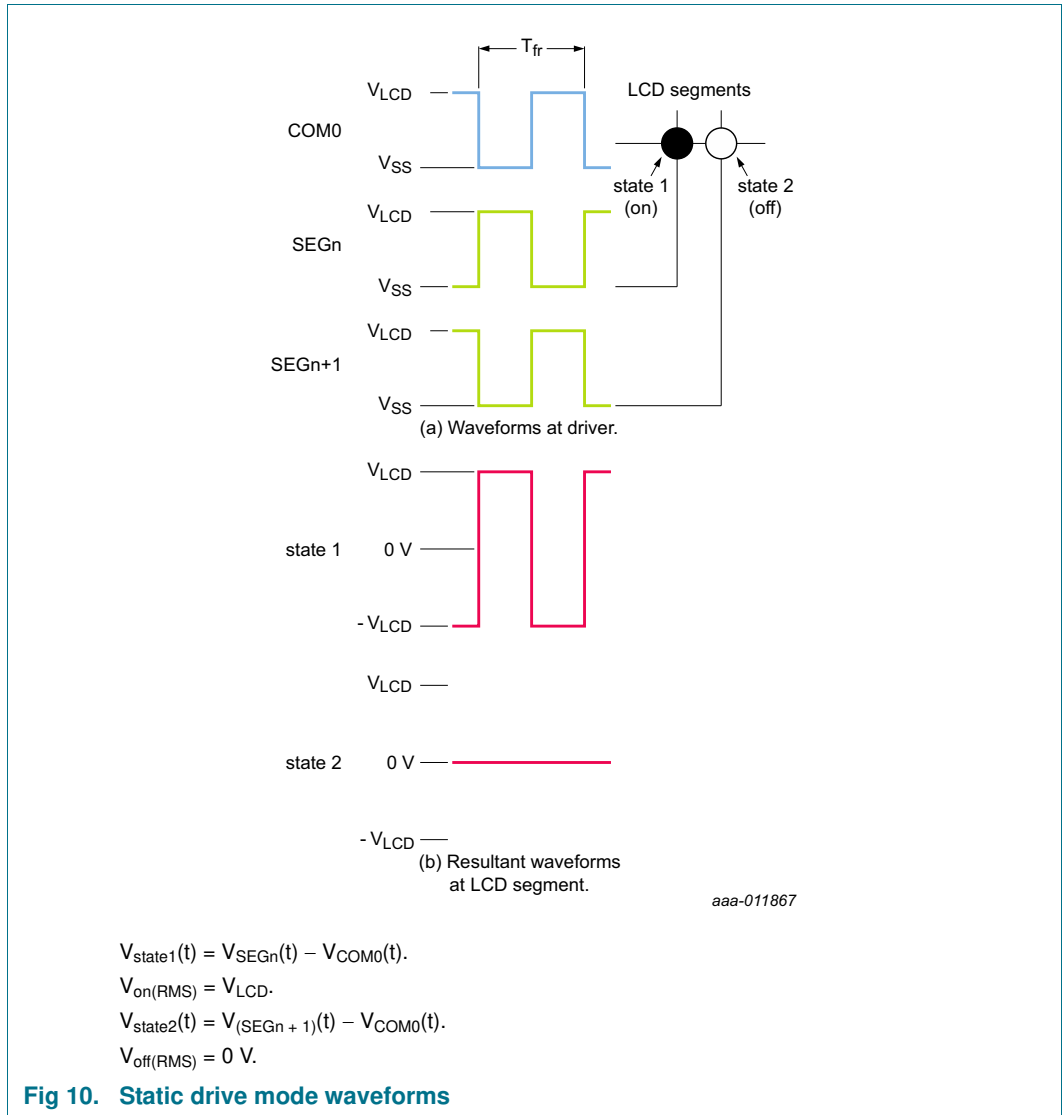 T_fr
V_LCD
LCD segments
COM0
V_SS
state 1
(on)
state 2
(off)
V_LCD
SEGn
V_SS
V_LCD
SEGn+1
V_SS
(a) Waveforms at driver.
V_LCD
state 1
0 V
- V_LCD
V_LCD
state 2
0 V
- V_LCD
(b) Resultant waveforms
at LCD segment.
aaa-011867
V_state1(t) = V_SEGn(t) − V_COM0(t).
V_on(RMS) = V_LCD.
V_state2(t) = V_(SEGn + 1)(t) − V_COM0(t).
V_off(RMS) = 0 V.
Fig 10. Static drive mode waveforms